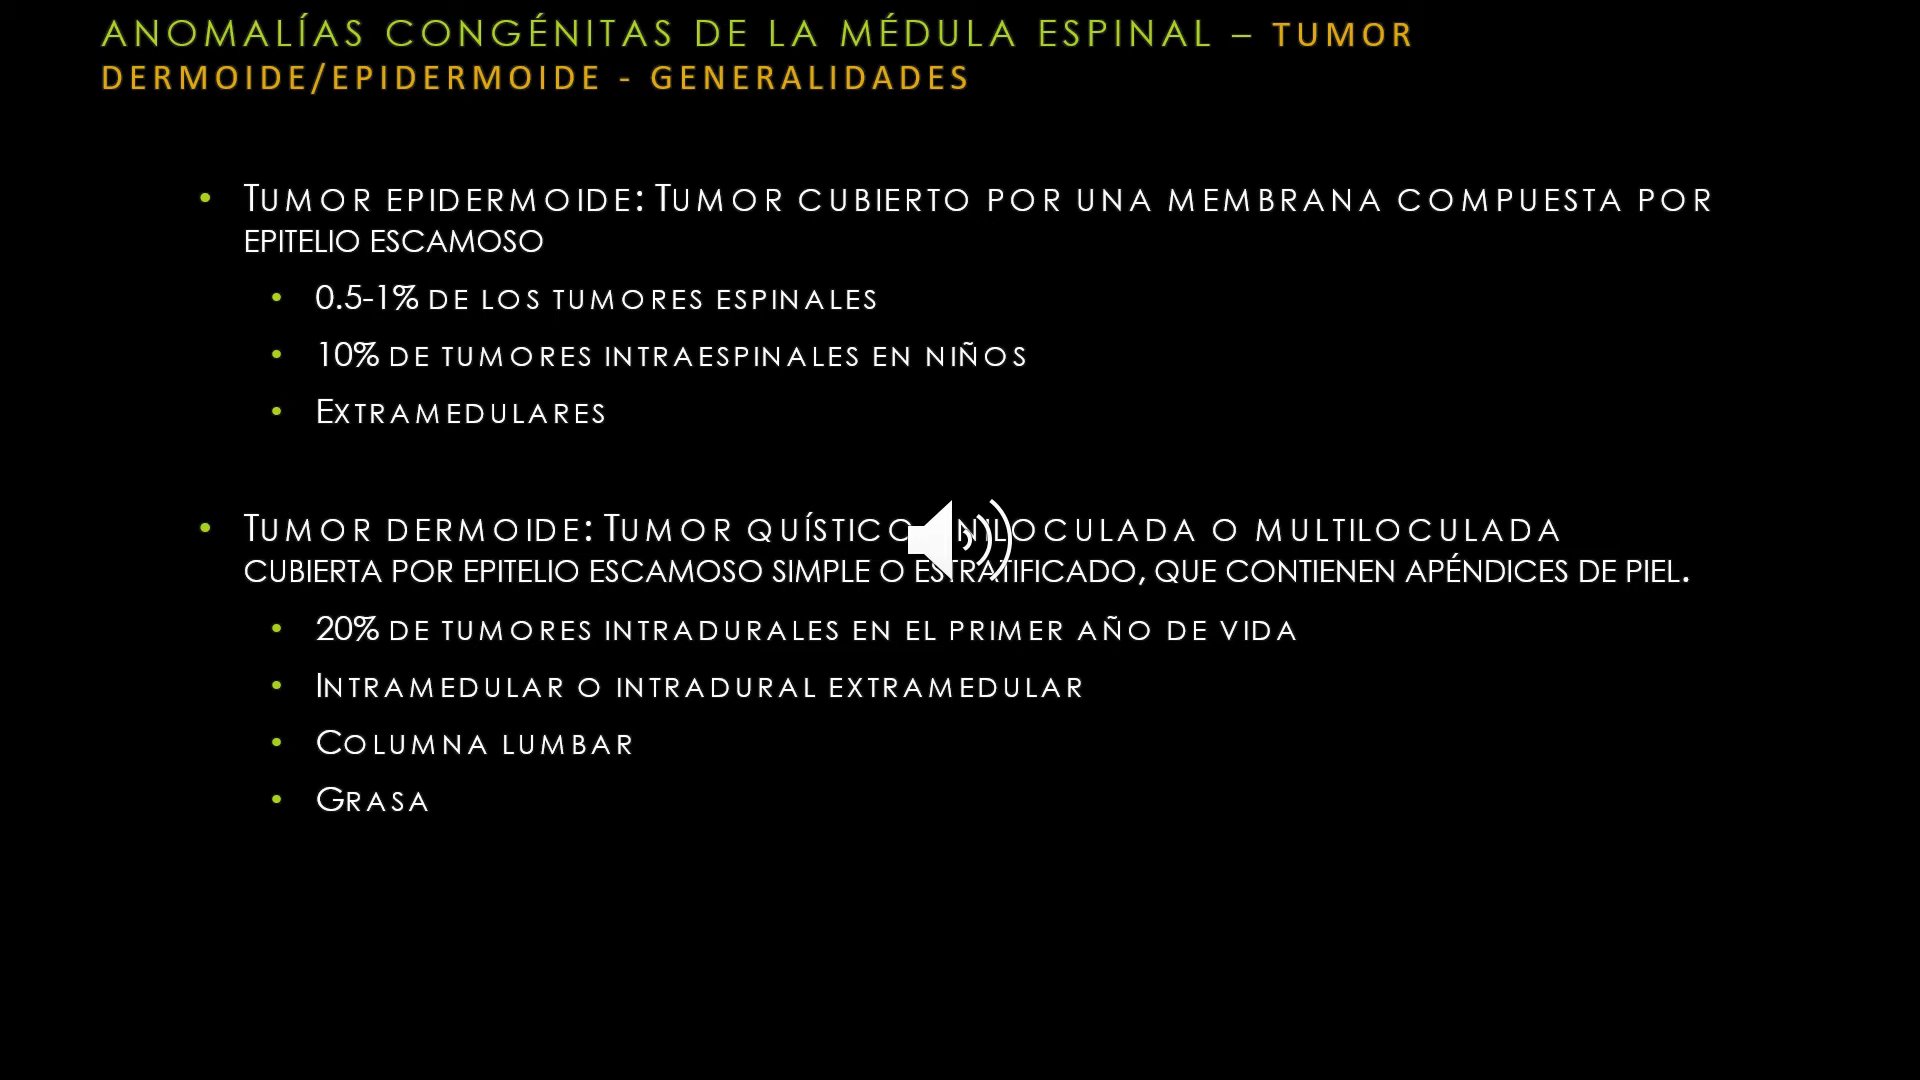 ANOMALÍAS CONGÉNITAS DE LA MÉDULA ESPINAL – TUMOR
DERMOIDE/EPIDERMOIDE - GENERALIDADES
• TUMOR EPIDERMOIDE: TUMOR CUBIERTO POR UNA MEMBRANA COMPUESTA POR
EPITELIO ESCAMOSO
• 0.5-1% DE LOS TUMORES ESPINALES
• 10% DE TUMORES INTRAESPINALES EN NIÑOS
• EXTRAMEDULARES
• TUMOR DERMOIDE: TUMOR QUÍSTICO O MULTILOCULADA
CUBIERTA POR EPITELIO ESCAMOSO SIMPLE O ESTRATIFICADO, QUE CONTIENEN APÉNDICES DE PIEL.
• 20% DE TUMORES INTRADURALES EN EL PRIMER AÑO DE VIDA
• INTRAMEDULAR O INTRADURAL EXTRAMEDULAR
• COLUMNA LUMBAR
• GRASA